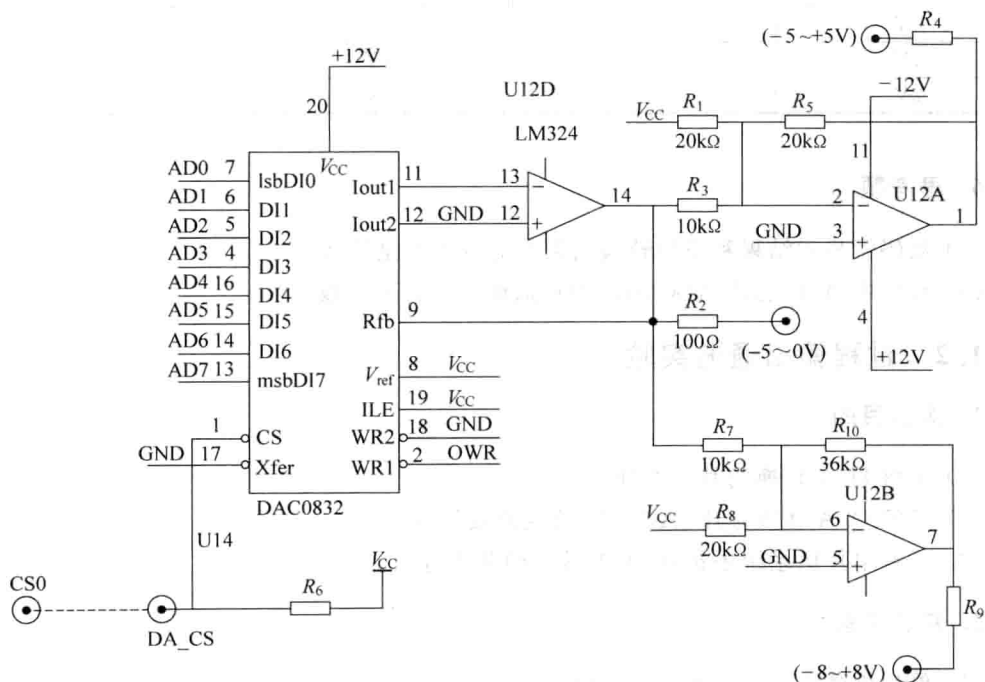 (−5~+5V)
R4
+12V
20
U12D
LM324
−12V
VCC
R1
20kΩ
R5
20kΩ
11
U12A
AD0 7
lsbDI0
VCC
Iout1
11
13
−
14
R3
10kΩ
2
−
1
AD1 6
DI1
AD2 5
DI2
Iout2
12
GND
12
+
GND
3
+
AD3 4
DI3
AD4 16
DI4
AD5 15
DI5
Rfb
9
R2
100Ω
(−5~0V)
4
+12V
AD6 14
DI6
AD7 13
msbDI7
Vref
8
VCC
ILE
19
VCC
1
CS
WR2
18
GND
GND 17
Xfer
WR1
2
OWR
DAC0832
R7
10kΩ
R10
36kΩ
U12B
VCC
R8
20kΩ
6
−
7
GND
5
+
U14
CS0
DA_CS
R6
VCC
R9
(−8~+8V)